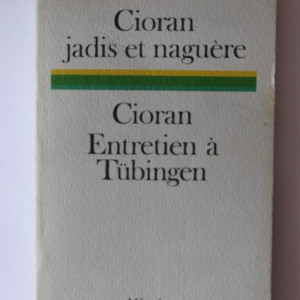 Cioran
jadis et naguère
Cioran
Entretien à
Tübingen